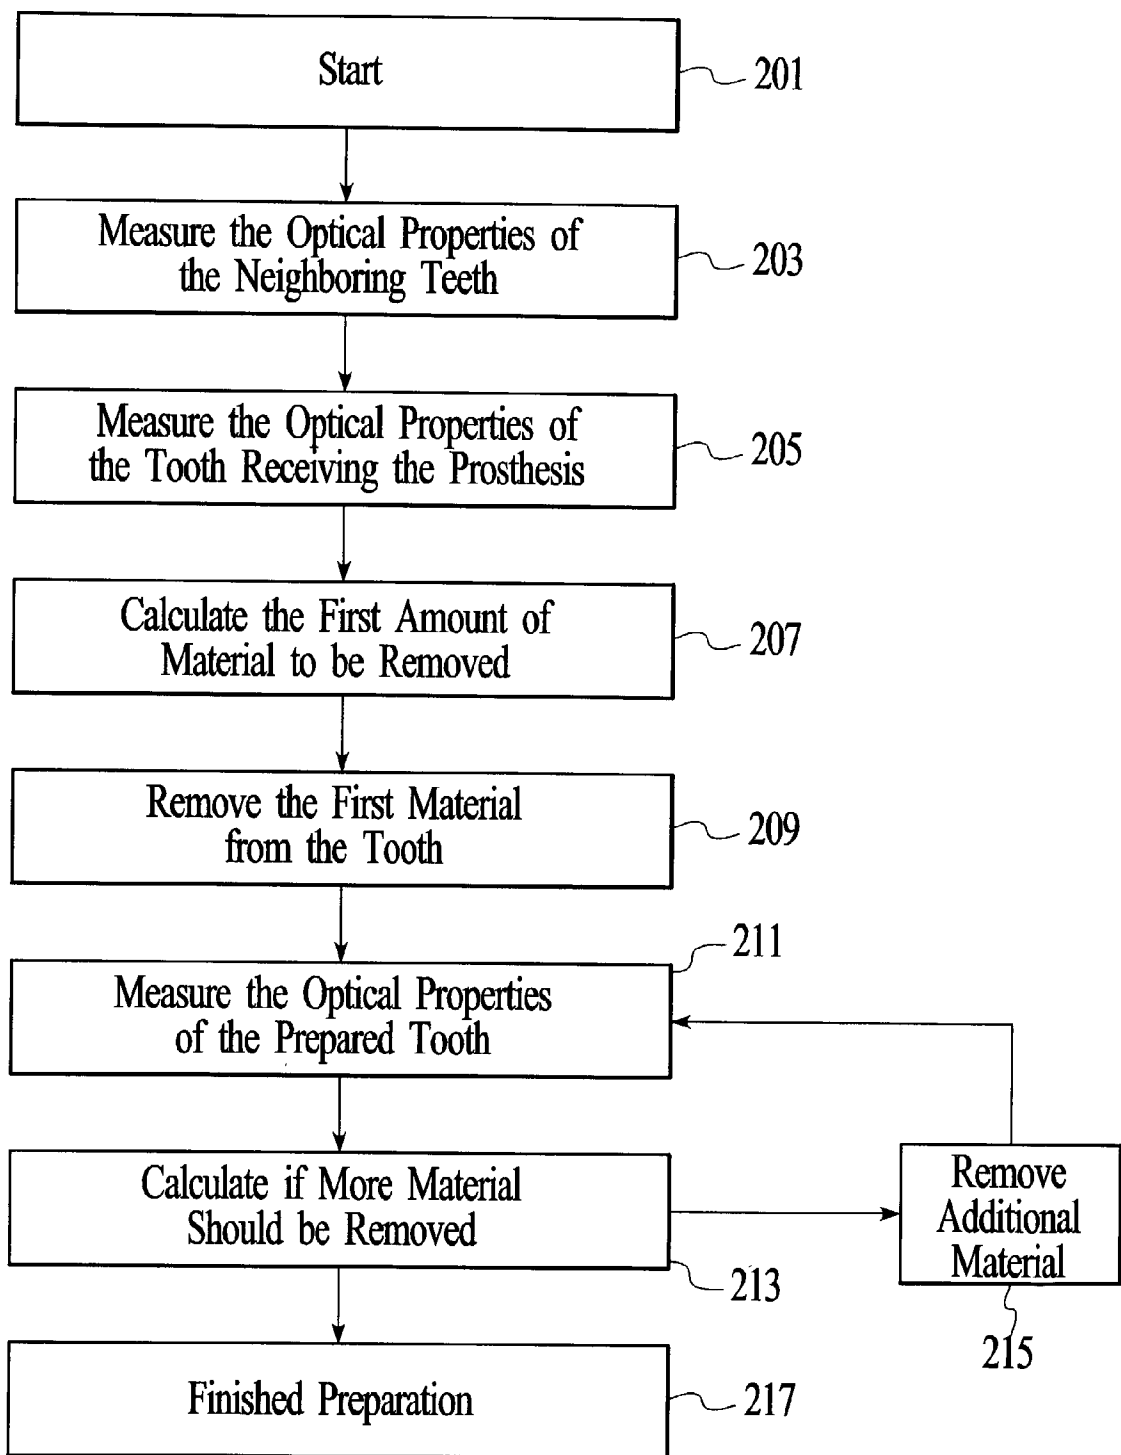 Start
201
Measure the Optical Properties of
the Neighboring Teeth
203
Measure the Optical Properties of
the Tooth Receiving the Prosthesis
205
Calculate the First Amount of
Material to be Removed
207
Remove the First Material
from the Tooth
209
211
Measure the Optical Properties
of the Prepared Tooth
Calculate if More Material
Should be Removed
213
Remove
Additional
Material
215
Finished Preparation
217